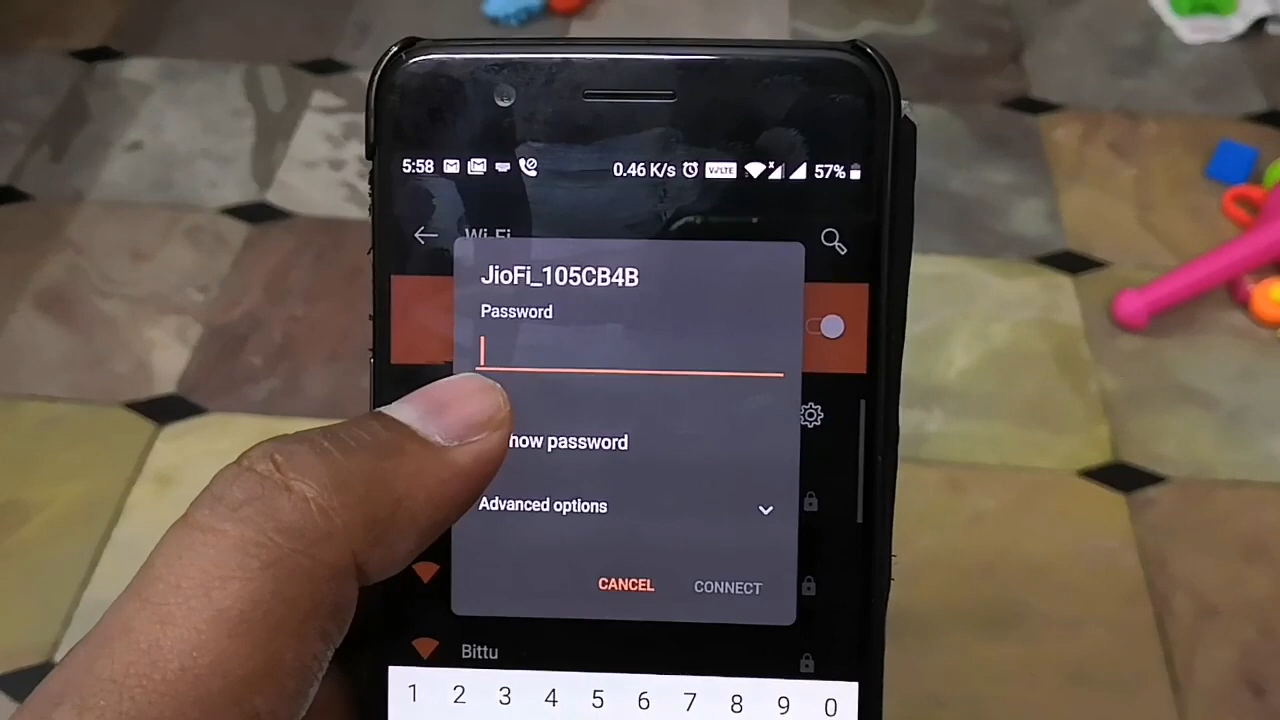 5:58 0.46 K/s VoLTE 57%
Wi-Fi
JioFi_105CB4B
Password
how password
Advanced options
CANCEL CONNECT
Bittu
1 2 3 4 5 6 7 8 9 0